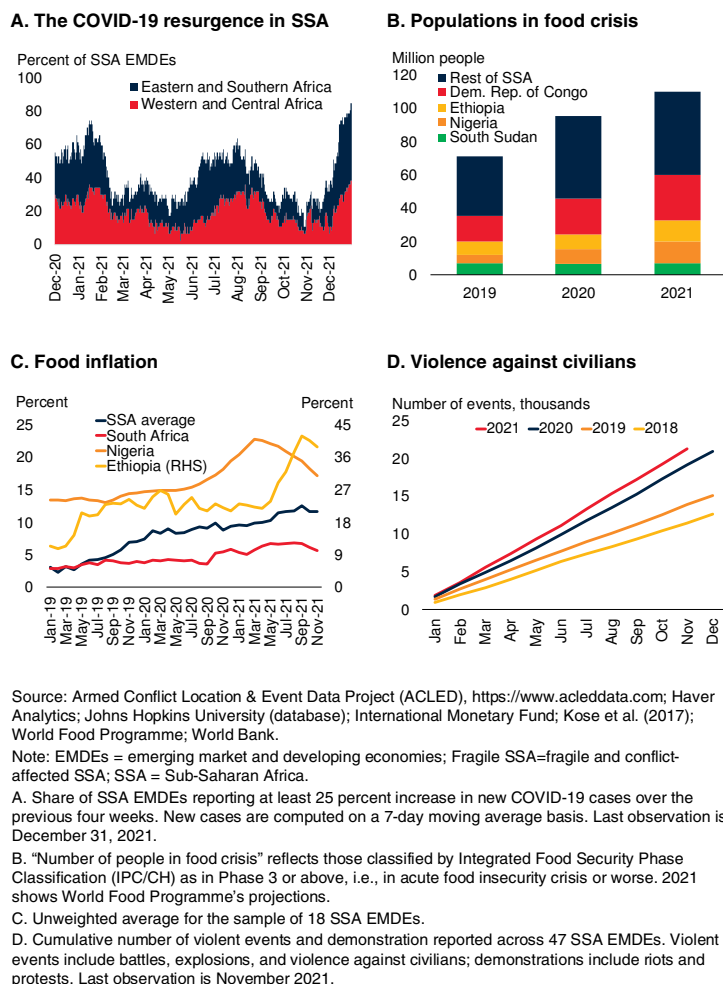 A. The COVID-19 resurgence in SSA
Percent of SSA EMDEs
100
80
60
40
20
0
Eastern and Southern Africa
Western and Central Africa
Dec-20
Jan-21
Feb-21
Mar-21
Apr-21
May-21
Jun-21
Jul-21
Aug-21
Sep-21
Oct-21
Nov-21
Dec-21
B. Populations in food crisis
Million people
120
100
80
60
40
20
0
Rest of SSA
Dem. Rep. of Congo
Ethiopia
Nigeria
South Sudan
2019
2020
2021
C. Food inflation
Percent
Percent
25
20
15
10
5
0
SSA average
South Africa
Nigeria
Ethiopia (RHS)
45
36
27
18
9
0
Jan-19
Mar-19
May-19
Jul-19
Sep-19
Nov-19
Jan-20
Mar-20
May-20
Jul-20
Sep-20
Nov-20
Jan-21
Mar-21
May-21
Jul-21
Sep-21
Nov-21
D. Violence against civilians
Number of events, thousands
25
20
15
10
5
0
2021 2020 2019 2018
Jan
Feb
Mar
Apr
May
Jun
Jul
Aug
Sep
Oct
Nov
Dec
Source: Armed Conflict Location & Event Data Project (ACLED), https://www.acleddata.com; Haver
Analytics; Johns Hopkins University (database); International Monetary Fund; Kose et al. (2017);
World Food Programme; World Bank.
Note: EMDEs = emerging market and developing economies; Fragile SSA=fragile and conflict-
affected SSA; SSA = Sub-Saharan Africa.
A. Share of SSA EMDEs reporting at least 25 percent increase in new COVID-19 cases over the
previous four weeks. New cases are computed on a 7-day moving average basis. Last observation is
December 31, 2021.
B. “Number of people in food crisis” reflects those classified by Integrated Food Security Phase
Classification (IPC/CH) as in Phase 3 or above, i.e., in acute food insecurity crisis or worse. 2021
shows World Food Programme’s projections.
C. Unweighted average for the sample of 18 SSA EMDEs.
D. Cumulative number of violent events and demonstration reported across 47 SSA EMDEs. Violent
events include battles, explosions, and violence against civilians; demonstrations include riots and
protests. Last observation is November 2021.